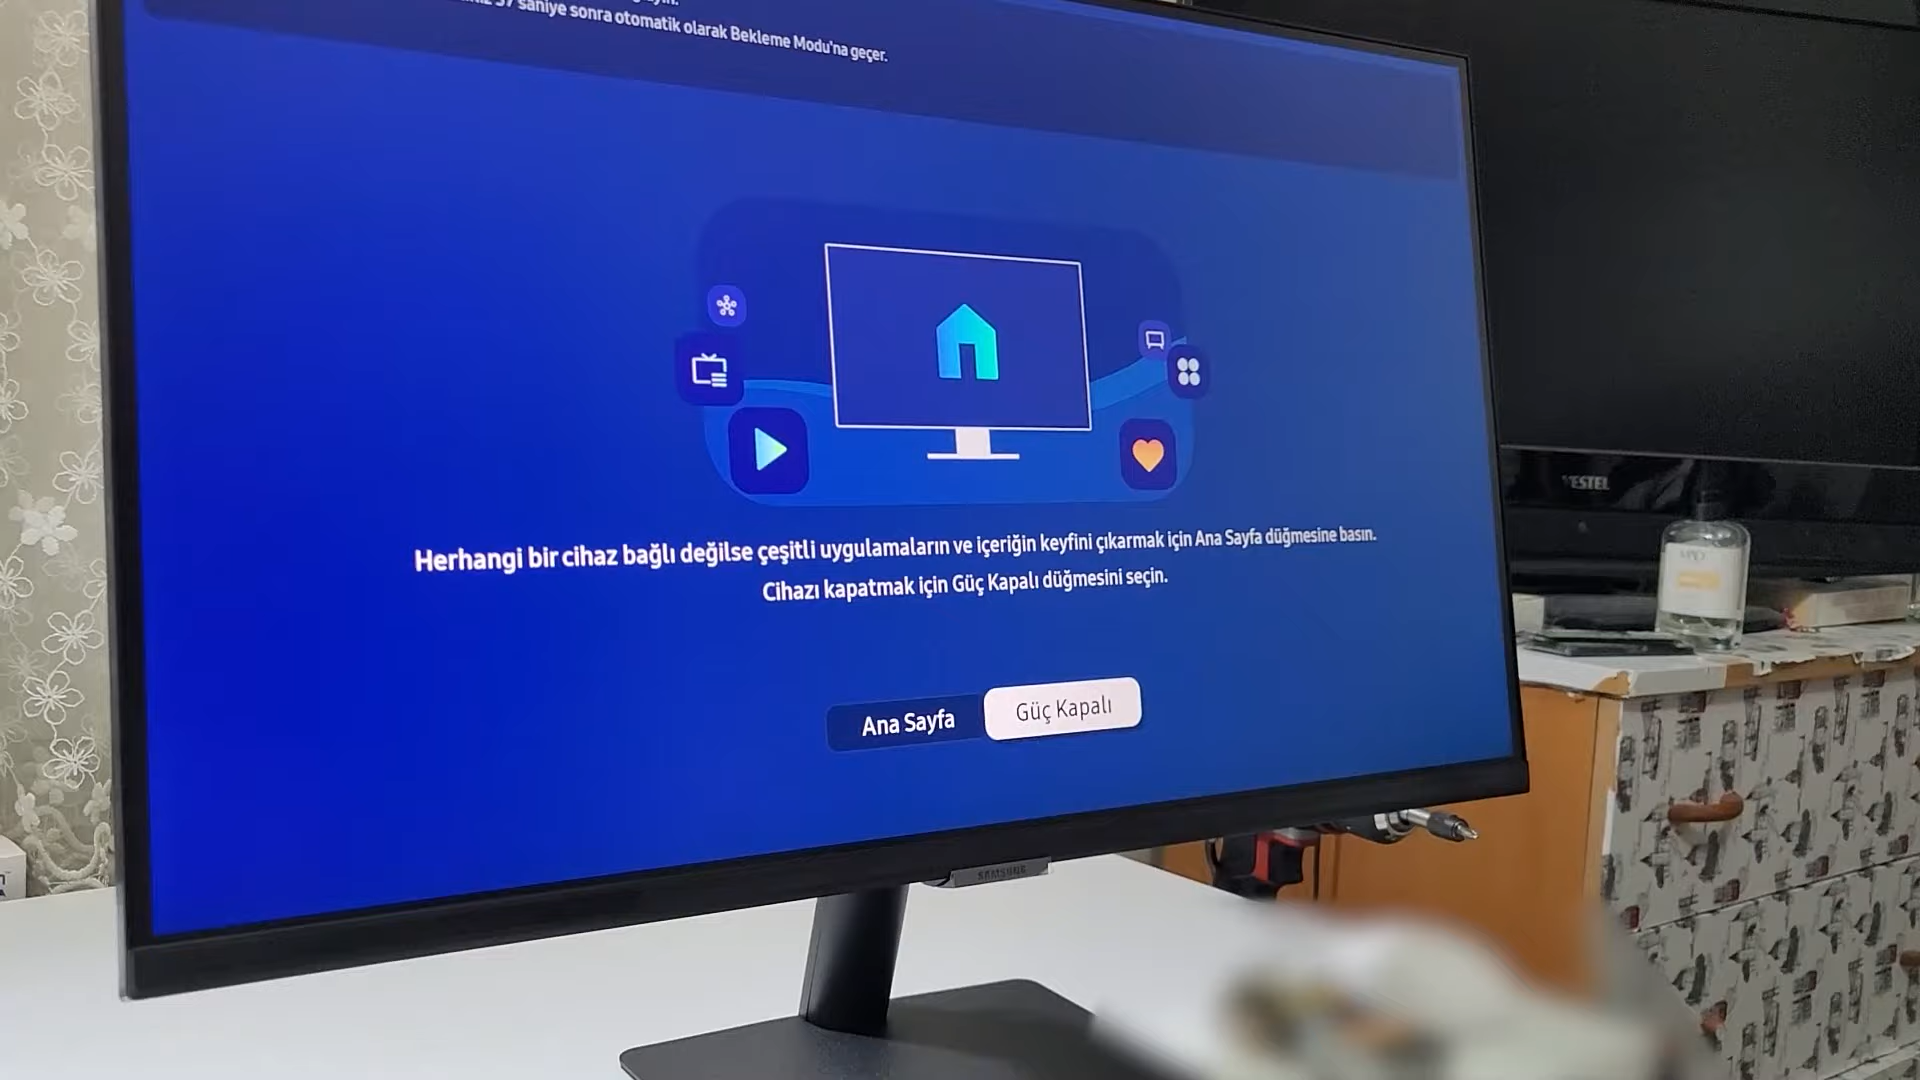 saniye sonra otomatik olarak Bekleme Modu'na geçer.
Herhangi bir cihaz bağlı değilse çeşitli uygulamaların ve içeriğin keyfini çıkarmak için Ana Sayfa düğmesine basın.
Cihazı kapatmak için Güç Kapalı düğmesini seçin.
Ana Sayfa
Güç Kapalı
SAMSUNG
VESTEL